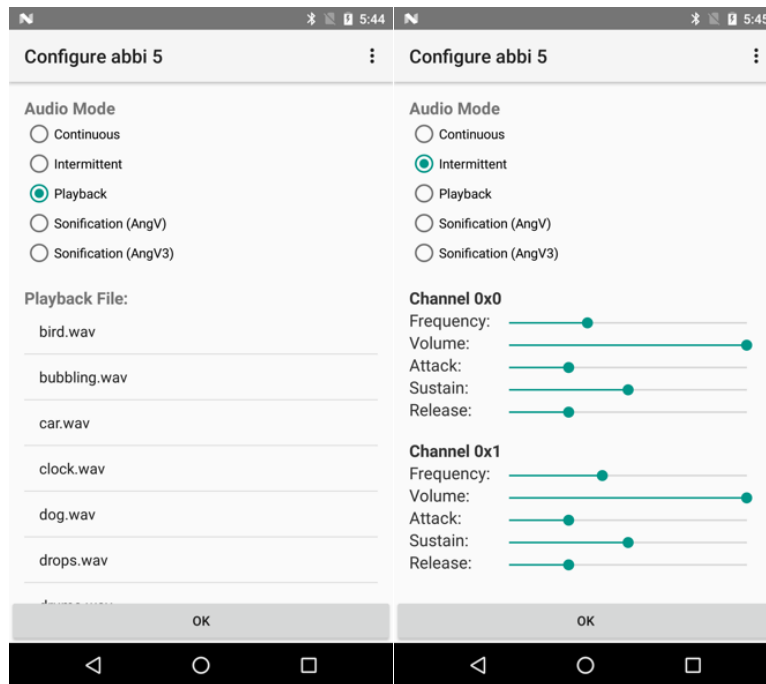 5:44
Configure abbi 5
Audio Mode
Continuous
Intermittent
Playback
Sonification (AngV)
Sonification (AngV3)
Playback File:
bird.wav
bubbling.wav
car.wav
clock.wav
dog.wav
drops.wav
OK
5:45
Configure abbi 5
Audio Mode
Continuous
Intermittent
Playback
Sonification (AngV)
Sonification (AngV3)
Channel 0x0
Frequency:
Volume:
Attack:
Sustain:
Release:
Channel 0x1
Frequency:
Volume:
Attack:
Sustain:
Release:
OK